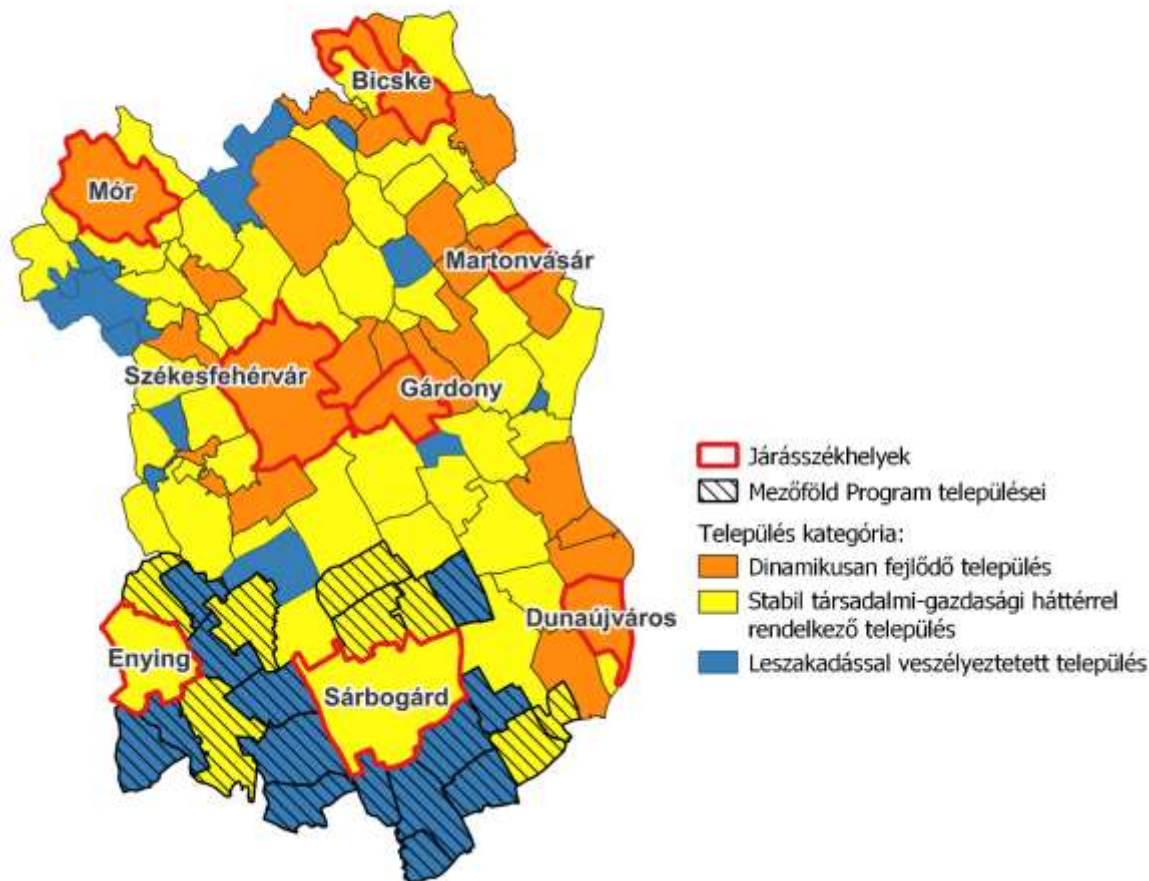 Bicske
Mór
Martonvásár
Székesfehérvár
Gárdony
Dunaújváros
Enying
Sárbogárd
Járásszékhelyek
Mezőföld Program települései
Település kategória:
Dinamikusan fejlődő település
Stabil társadalmi-gazdasági háttérrel
rendelkező település
Leszakadással veszélyeztetett település